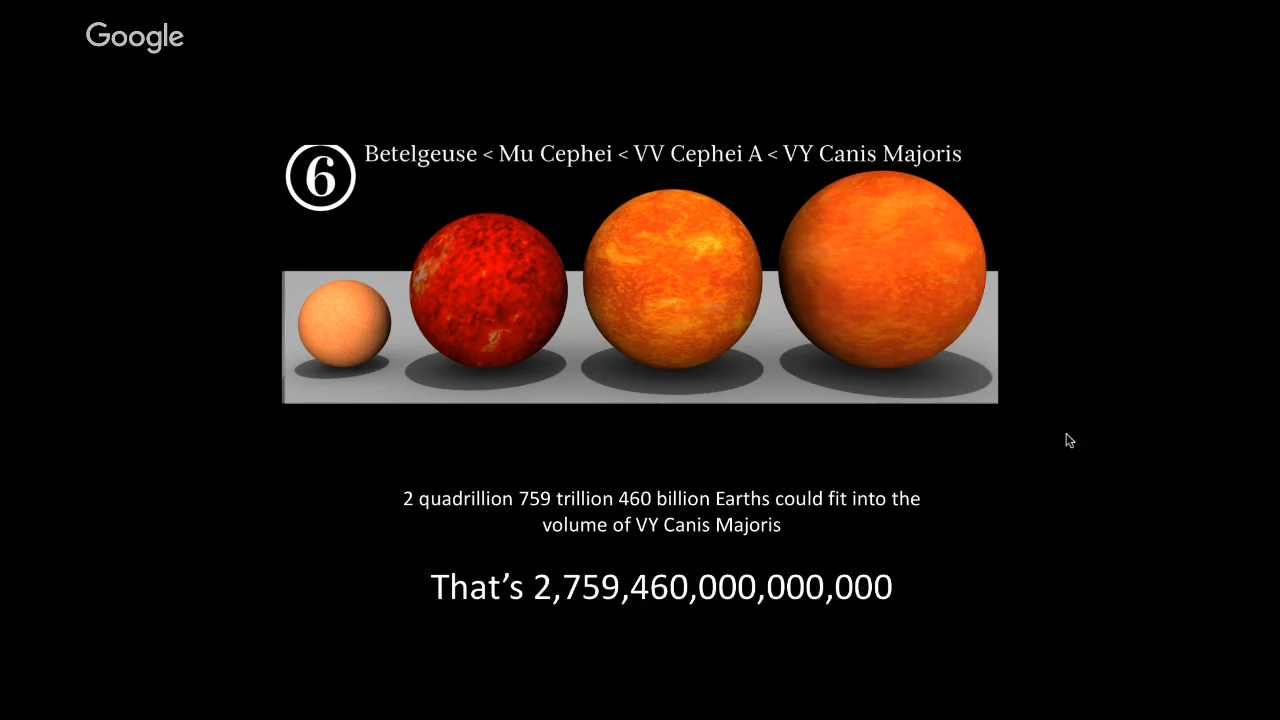 Google
6
Betelgeuse < Mu Cephei < VV Cephei A < VY Canis Majoris
2 quadrillion 759 trillion 460 billion Earths could fit into the
volume of VY Canis Majoris
That’s 2,759,460,000,000,000